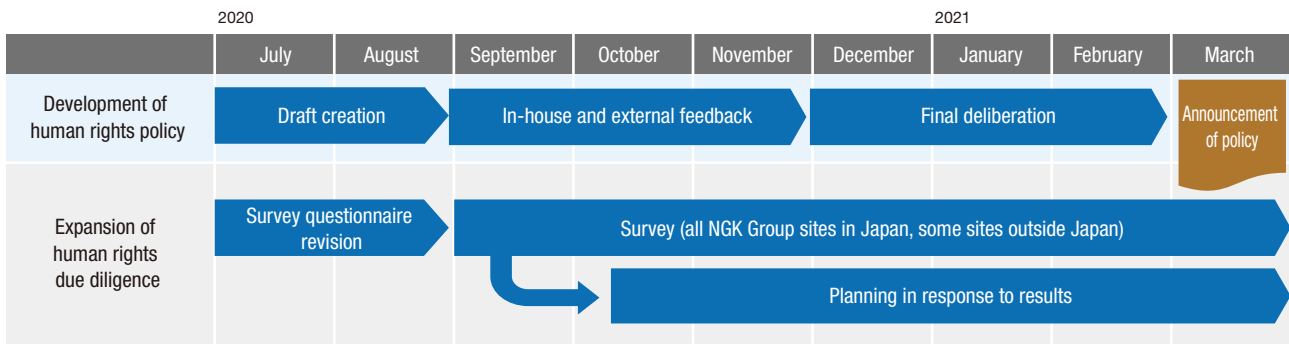 2020
2021
July
August
September
October
November
December
January
February
March
Development of
human rights policy
Draft creation
In-house and external feedback
Final deliberation
Announcement
of policy
Expansion of
human rights
due diligence
Survey questionnaire
revision
Survey (all NGK Group sites in Japan, some sites outside Japan)
Planning in response to results